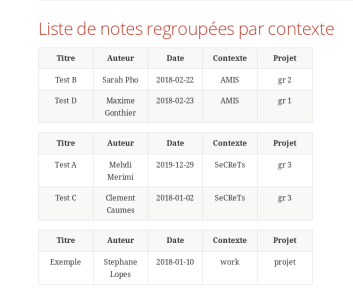 Liste de notes regroupées par contexte
Titre Auteur Date Contexte Projet
Test B Sarah Pho 2018-02-22 AMIS gr 2
Test D Maxime Gonthier 2018-02-23 AMIS gr 1
Titre Auteur Date Contexte Projet
Test A Mehdi Merimi 2019-12-29 SeCReTs gr 3
Test C Clement Caumes 2018-01-02 SeCReTs gr 3
Titre Auteur Date Contexte Projet
Exemple Stephane Lopes 2018-01-10 work projet